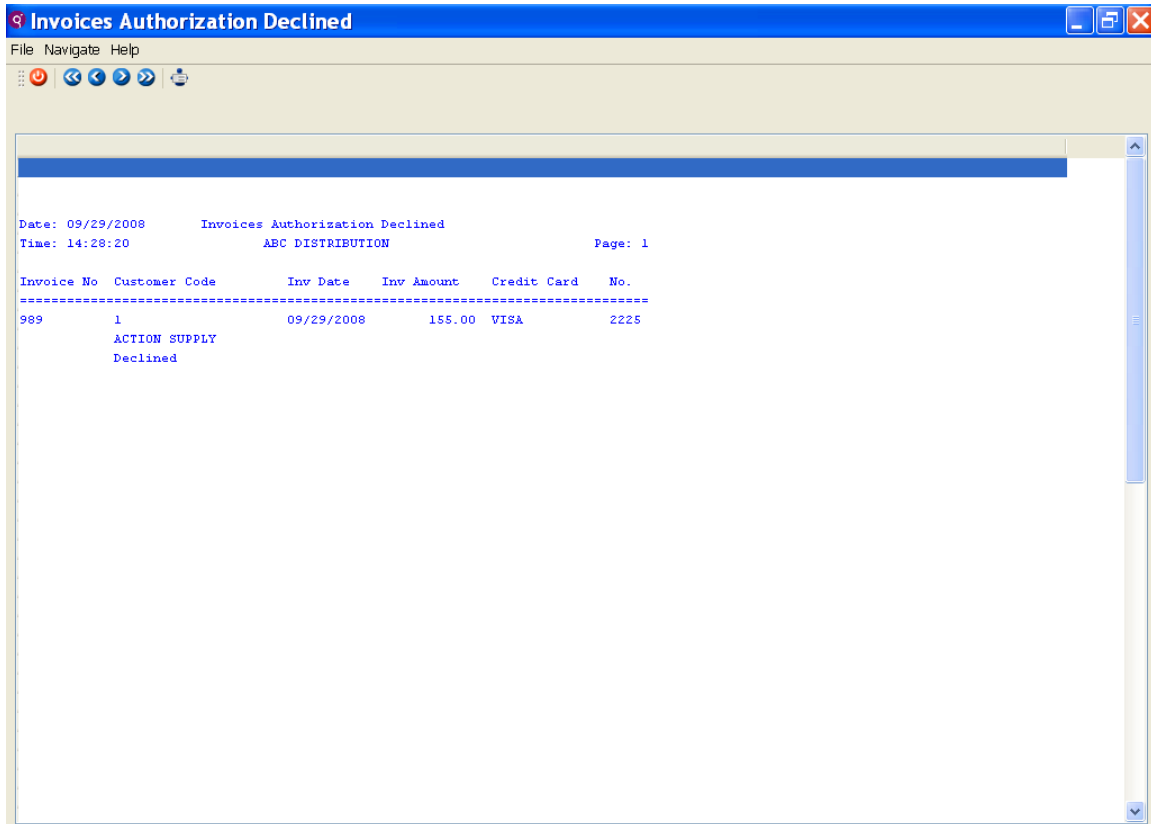 Invoices Authorization Declined
File Navigate Help
Date: 09/29/2008 Invoices Authorization Declined
Time: 14:28:20 ABC DISTRIBUTION Page: 1
Invoice No Customer Code Inv Date Inv Amount Credit Card No.
=================================================================================
989 1 09/29/2008 155.00 VISA 2225
ACTION SUPPLY
Declined